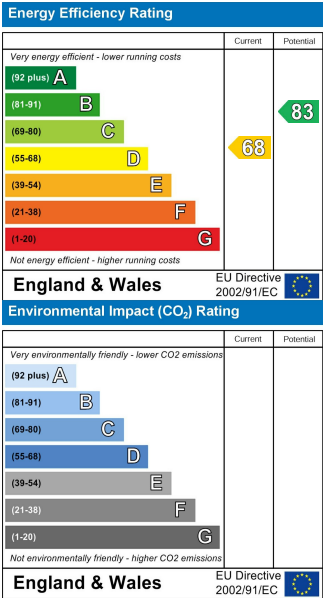 Energy Efficiency Rating
Current Potential
Very energy efficient - lower running costs
(92 plus) A
(81-91) B
83
(69-80) C
(55-68) D
68
(39-54) E
(21-38) F
(1-20) G
Not energy efficient - higher running costs
England & Wales
EU Directive
2002/91/EC
Environmental Impact (CO₂) Rating
Current Potential
Very environmentally friendly - lower CO2 emissions
(92 plus) A
(81-91) B
(69-80) C
(55-68) D
(39-54) E
(21-38) F
(1-20) G
Not environmentally friendly - higher CO2 emissions
England & Wales
EU Directive
2002/91/EC